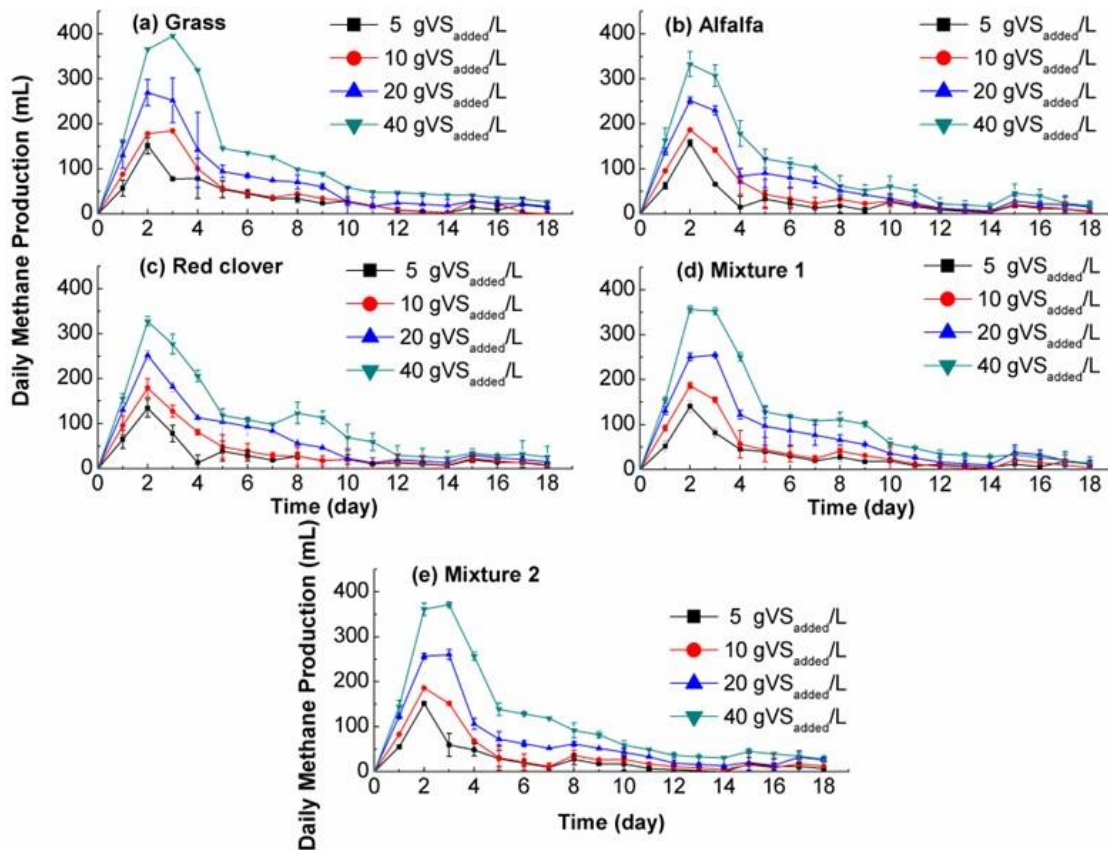 (a) Grass
5 gVSadded/L
10 gVSadded/L
20 gVSadded/L
40 gVSadded/L
400
300
200
100
0
0 2 4 6 8 10 12 14 16 18
(b) Alfalfa
5 gVSadded/L
10 gVSadded/L
20 gVSadded/L
40 gVSadded/L
400
300
200
100
0
0 2 4 6 8 10 12 14 16 18
Daily Methane Production (mL)
(c) Red clover
5 gVSadded/L
10 gVSadded/L
20 gVSadded/L
40 gVSadded/L
400
300
200
100
0
0 2 4 6 8 10 12 14 16 18
Time (day)
(d) Mixture 1
5 gVSadded/L
10 gVSadded/L
20 gVSadded/L
40 gVSadded/L
400
300
200
100
0
0 2 4 6 8 10 12 14 16 18
Time (day)
Daily Methane Production (mL)
(e) Mixture 2
5 gVSadded/L
10 gVSadded/L
20 gVSadded/L
40 gVSadded/L
400
300
200
100
0
0 2 4 6 8 10 12 14 16 18
Time (day)